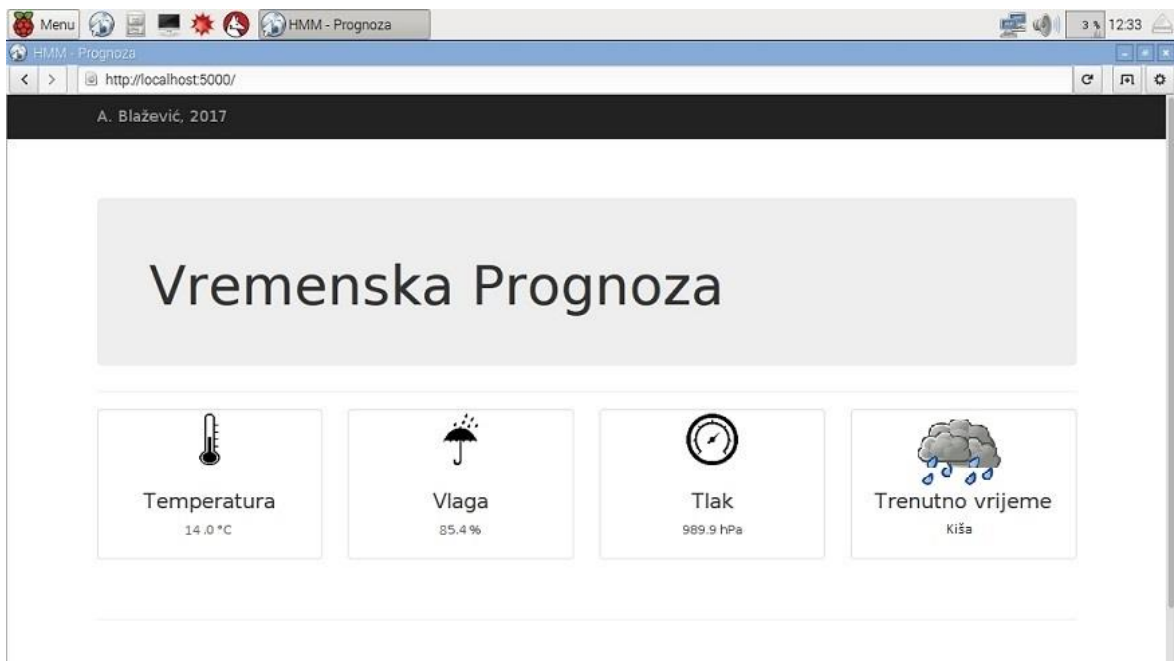 Menu HMM - Prognoza 3 % 12:33
HMM - Prognoza
http://localhost:5000/
A. Blažević, 2017
Vremenska Prognoza
Temperatura
14.0 °C
Vlaga
85.4 %
Tlak
989.9 hPa
Trenutno vrijeme
Kiša